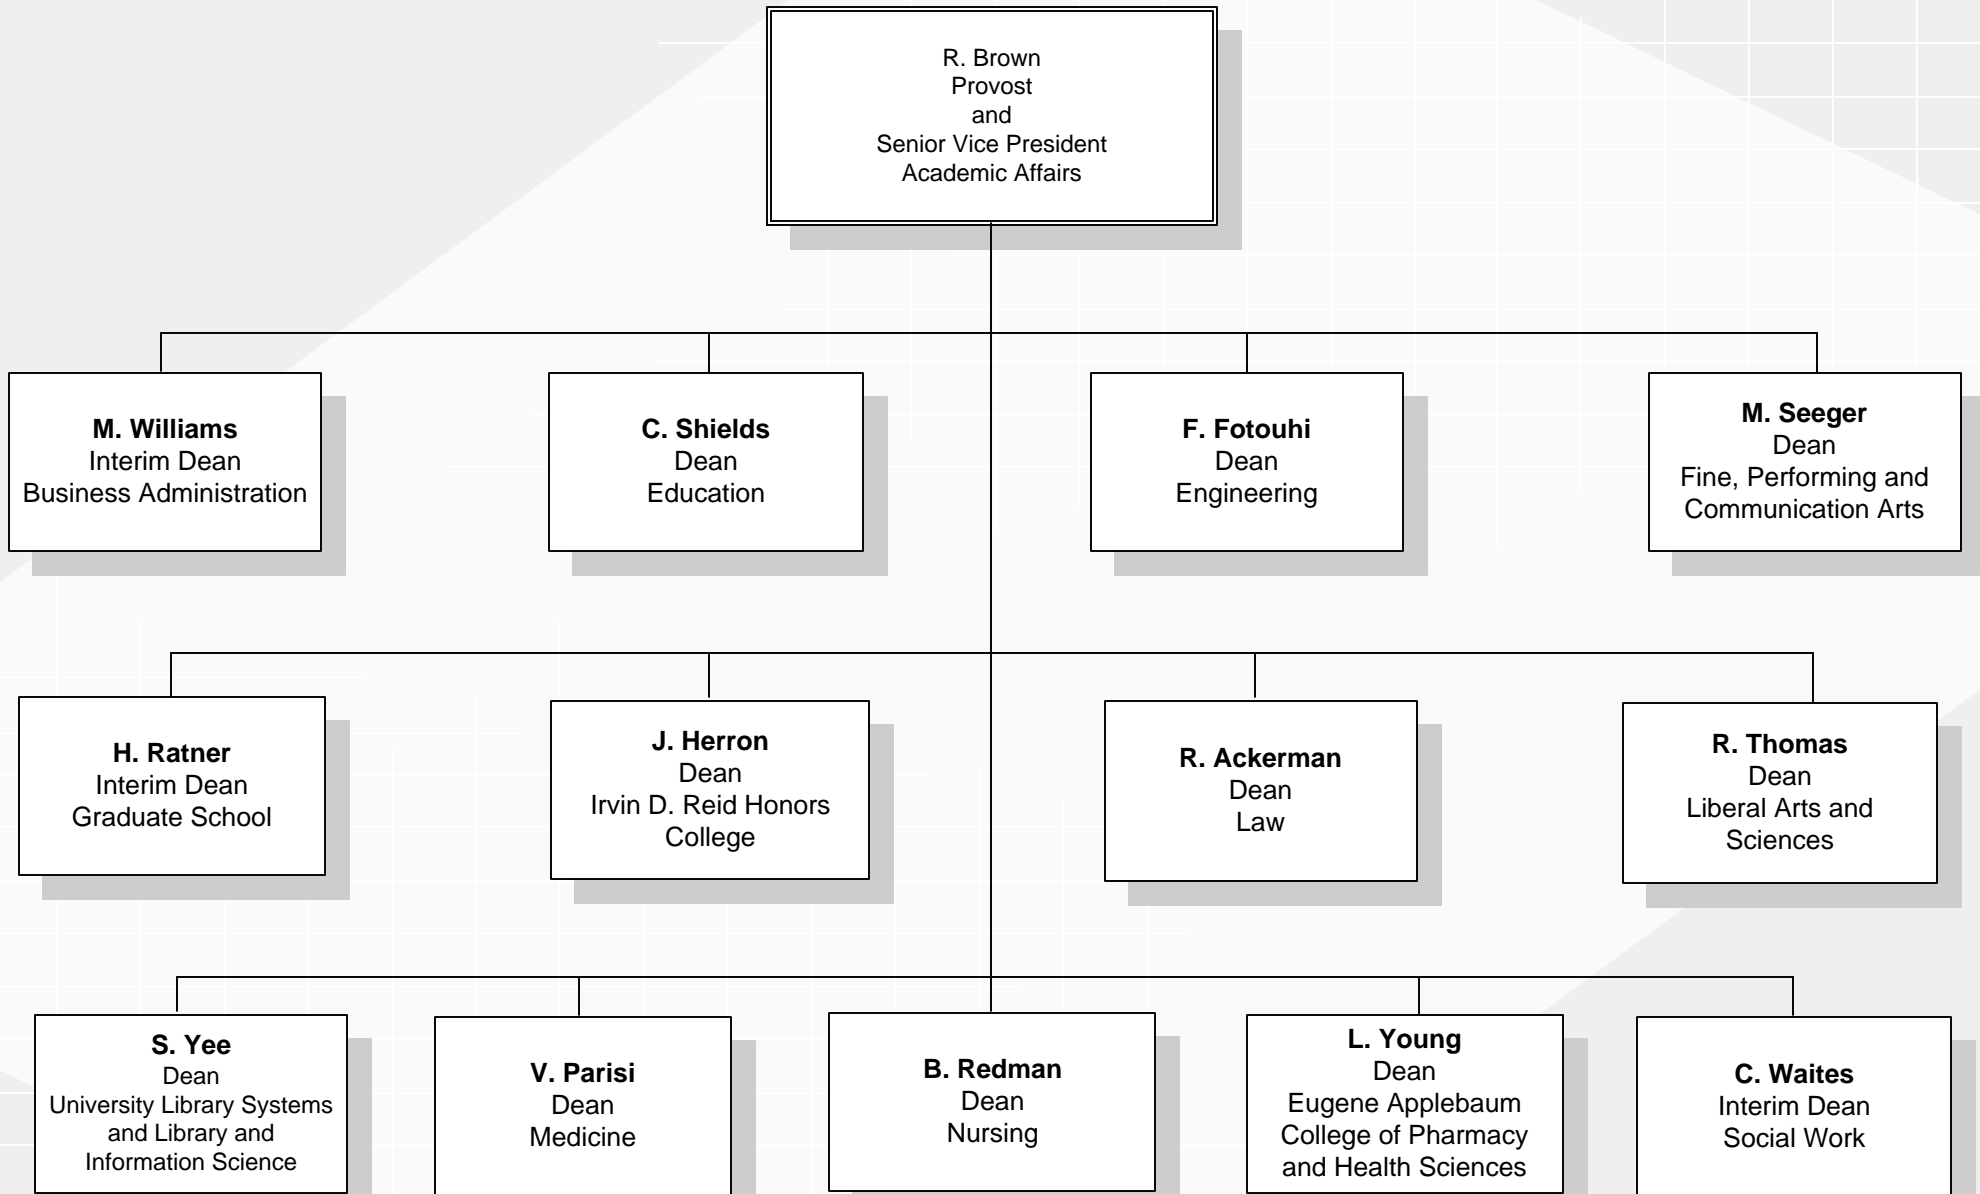 R. Brown
Provost
and
Senior Vice President
Academic Affairs
M. Williams
Interim Dean
Business Administration
C. Shields
Dean
Education
F. Fotouhi
Dean
Engineering
M. Seeger
Dean
Fine, Performing and
Communication Arts
H. Ratner
Interim Dean
Graduate School
J. Herron
Dean
Irvin D. Reid Honors
College
R. Ackerman
Dean
Law
R. Thomas
Dean
Liberal Arts and
Sciences
S. Yee
Dean
University Library Systems
and Library and
Information Science
V. Parisi
Dean
Medicine
B. Redman
Dean
Nursing
L. Young
Dean
Eugene Applebaum
College of Pharmacy
and Health Sciences
C. Waites
Interim Dean
Social Work